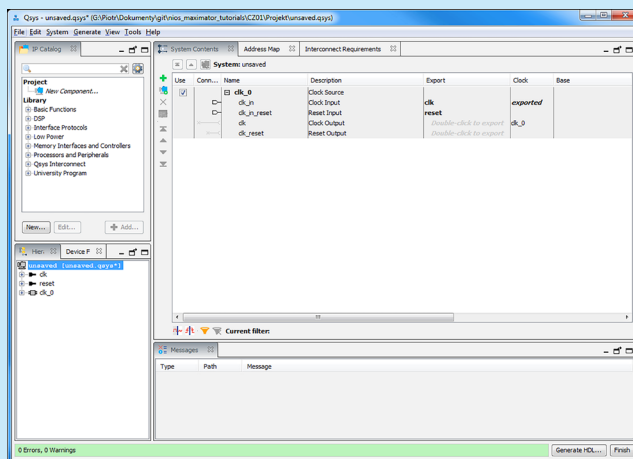 Qsys - unsaved.qsys* (G:\Piotr\Dokumenty\git\nios_maximator_tutorials\CZ01\Projekt\unsaved.qsys)
File Edit System Generate View Tools Help
IP Catalog
System Contents Address Map Interconnect Requirements
System: unsaved
Use Conn... Name Description Export Clock Base
clk_0 Clock Source
clk_in Clock Input clk exported
clk_in_reset Reset Input reset
clk Clock Output Double-click to export clk_0
clk_reset Reset Output Double-click to export
Project
New Component...
Library
Basic Functions
DSP
Interface Protocols
Low Power
Memory Interfaces and Controllers
Processors and Peripherals
Qsys Interconnect
University Program
New... Edit... Add...
Hier. Device F
unsaved [unsaved.qsys*]
clk
reset
clk_0
Current filter:
Messages
Type Path Message
0 Errors, 0 Warnings
Generate HDL... Finish